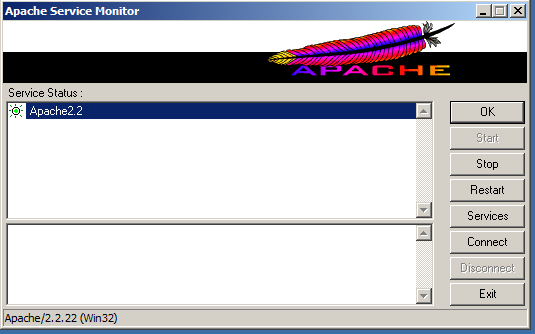 Apache Service Monitor
APACHE
Service Status :
Apache2.2
OK
Start
Stop
Restart
Services
Connect
Disconnect
Exit
Apache/2.2.22 (Win32)